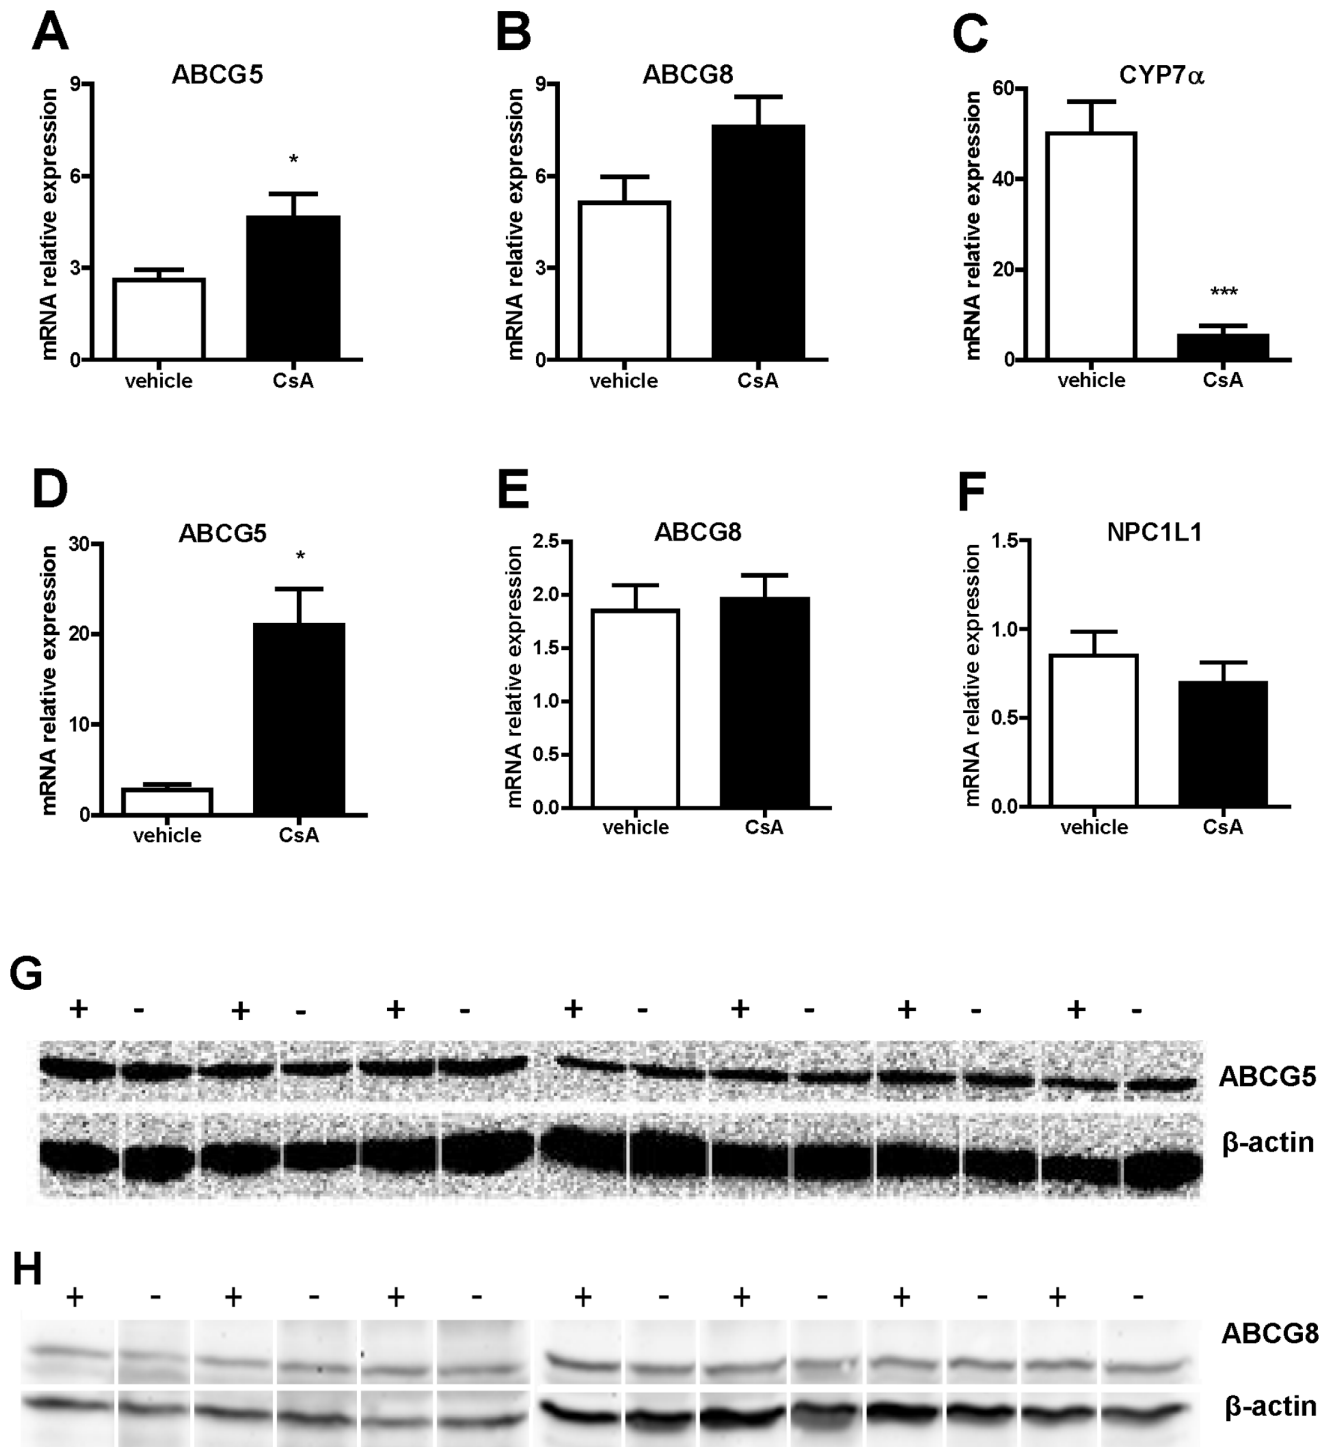 A
ABCG5
mRNA relative expression
9
6
3
0
*
vehicle
CsA
B
ABCG8
mRNA relative expression
9
6
3
0
vehicle
CsA
C
CYP7α
mRNA relative expression
60
40
20
0
***
vehicle
CsA
D
ABCG5
mRNA relative expression
30
20
10
0
*
vehicle
CsA
E
ABCG8
mRNA relative expression
2.5
2.0
1.5
1.0
0.5
0.0
vehicle
CsA
F
NPC1L1
mRNA relative expression
1.5
1.0
0.5
0.0
vehicle
CsA
G
+ - + - + - + - + - + - + -
ABCG5
β-actin
H
+ - + - + - + - + - + - + -
ABCG8
β-actin